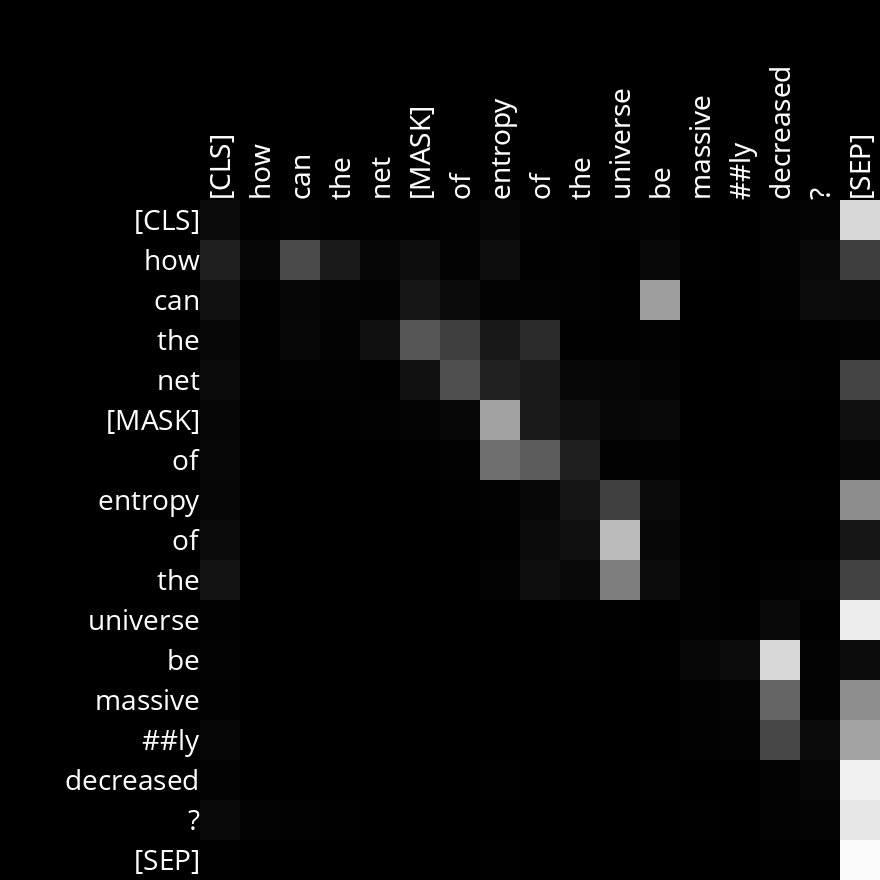 [CLS] how can the net [MASK] of entropy of the universe be massive ##ly decreased ? [SEP]
[CLS]
how
can
the
net
[MASK]
of
entropy
of
the
universe
be
massive
##ly
decreased
?
[SEP]